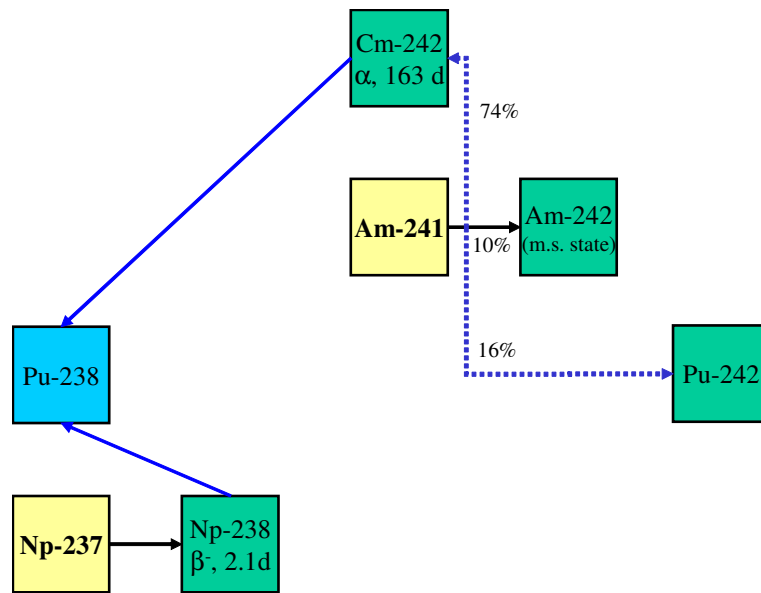 Cm-242
α, 163 d
74%
Am-241
Am-242
(m.s. state)
10%
16%
Pu-238
Pu-242
Np-237
Np-238
β-, 2.1d